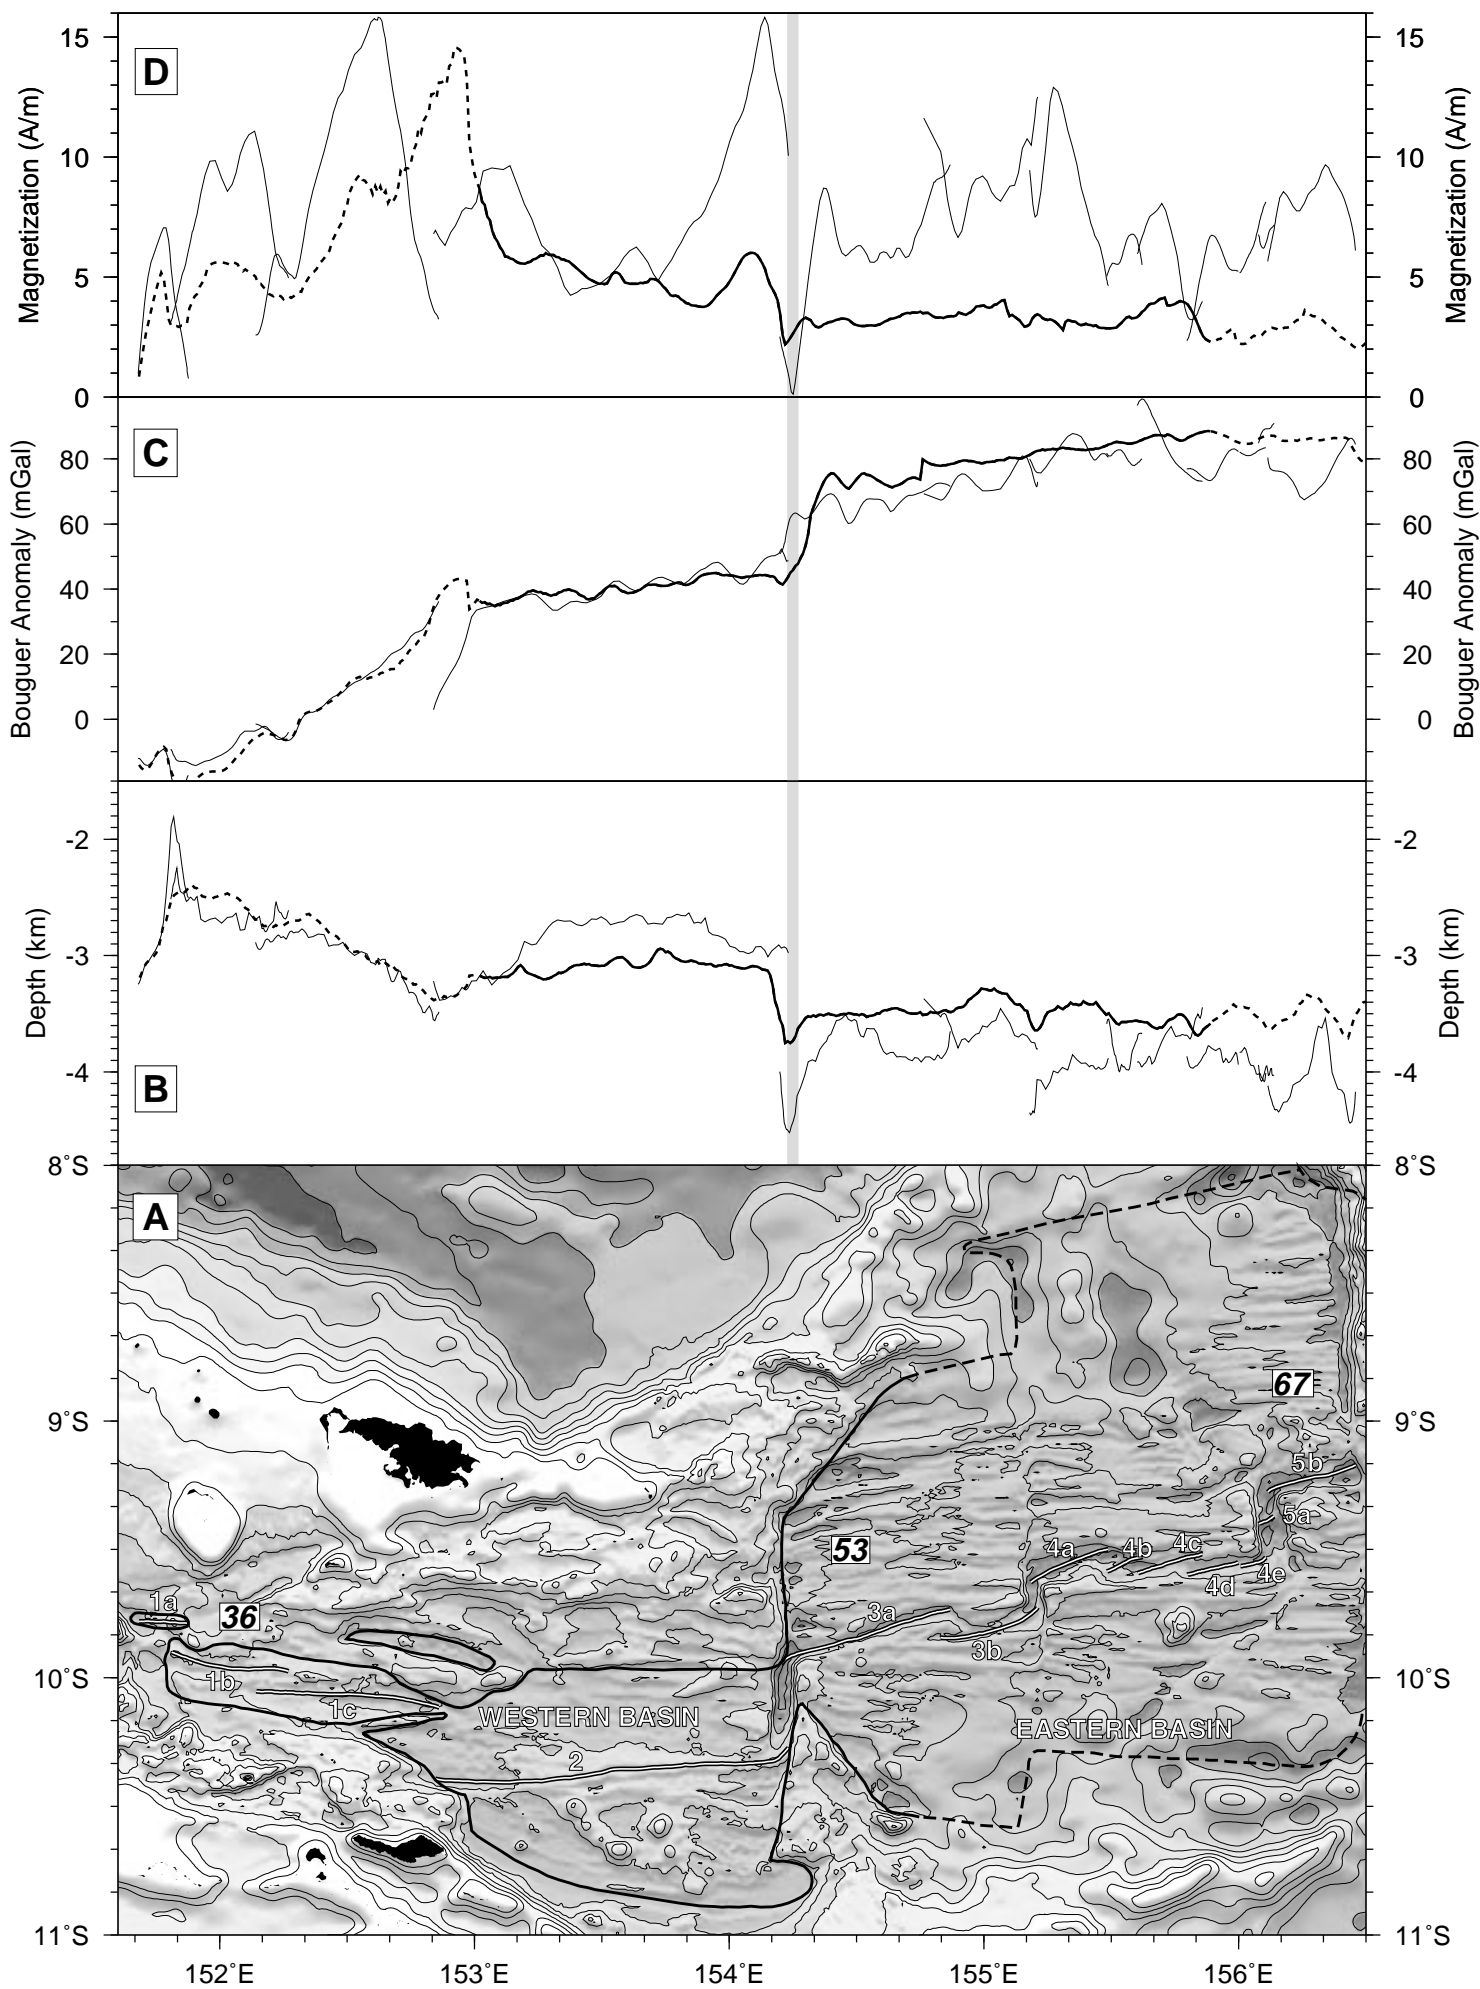 D
15
10
5
0
Magnetization (A/m)
15
10
5
0
Magnetization (A/m)
C
80
60
40
20
0
Bouguer Anomaly (mGal)
80
60
40
20
0
Bouguer Anomaly (mGal)
B
-2
-3
-4
Depth (km)
-2
-3
-4
Depth (km)
A
8°S
9°S
10°S
11°S
8°S
9°S
10°S
11°S
67
5b
5a
53
4a
4b
4c
4d
4e
1a
36
3a
3b
1b
1c
WESTERN BASIN
EASTERN BASIN
2
152°E
153°E
154°E
155°E
156°E